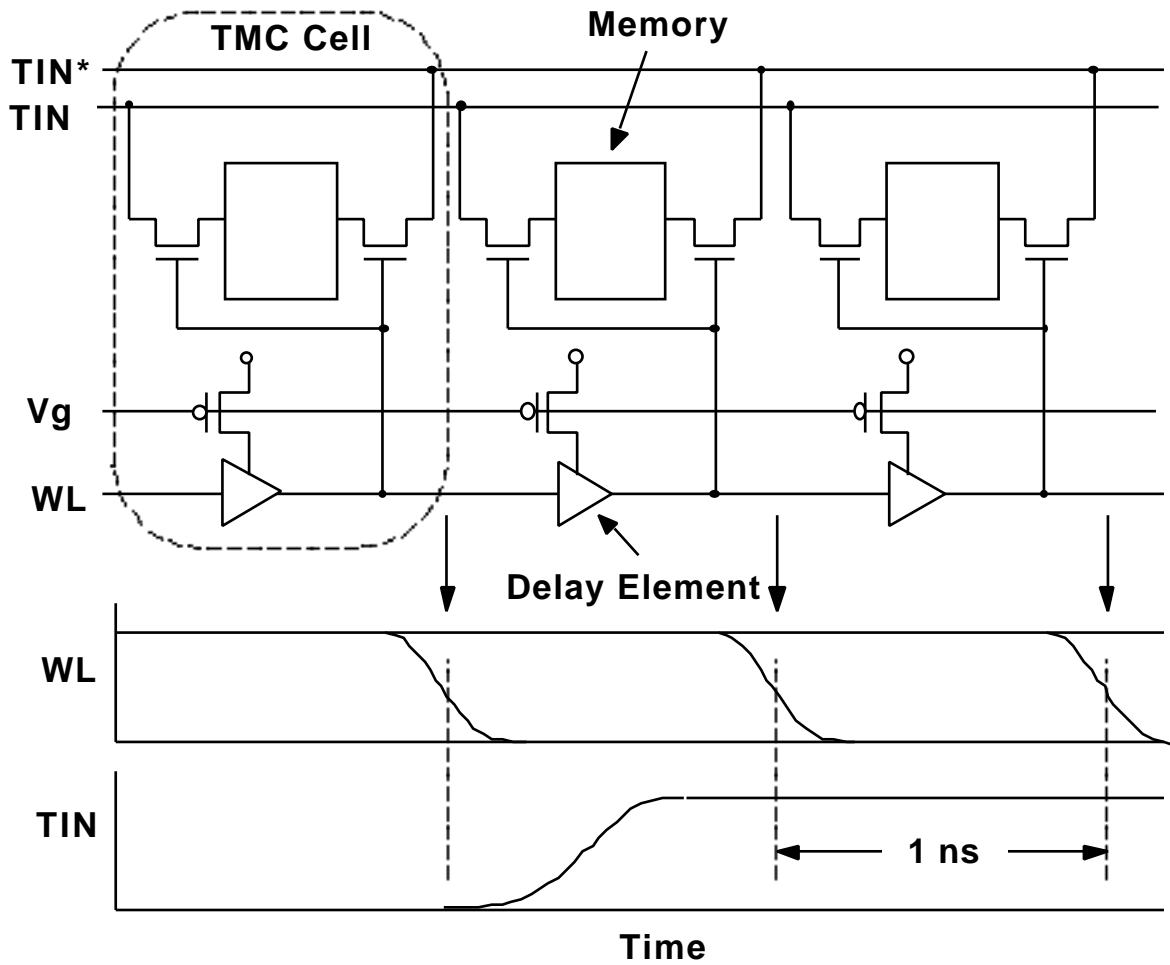 TMC Cell
Memory
TIN*
TIN
Vg
WL
Delay Element
WL
TIN
1 ns
Time